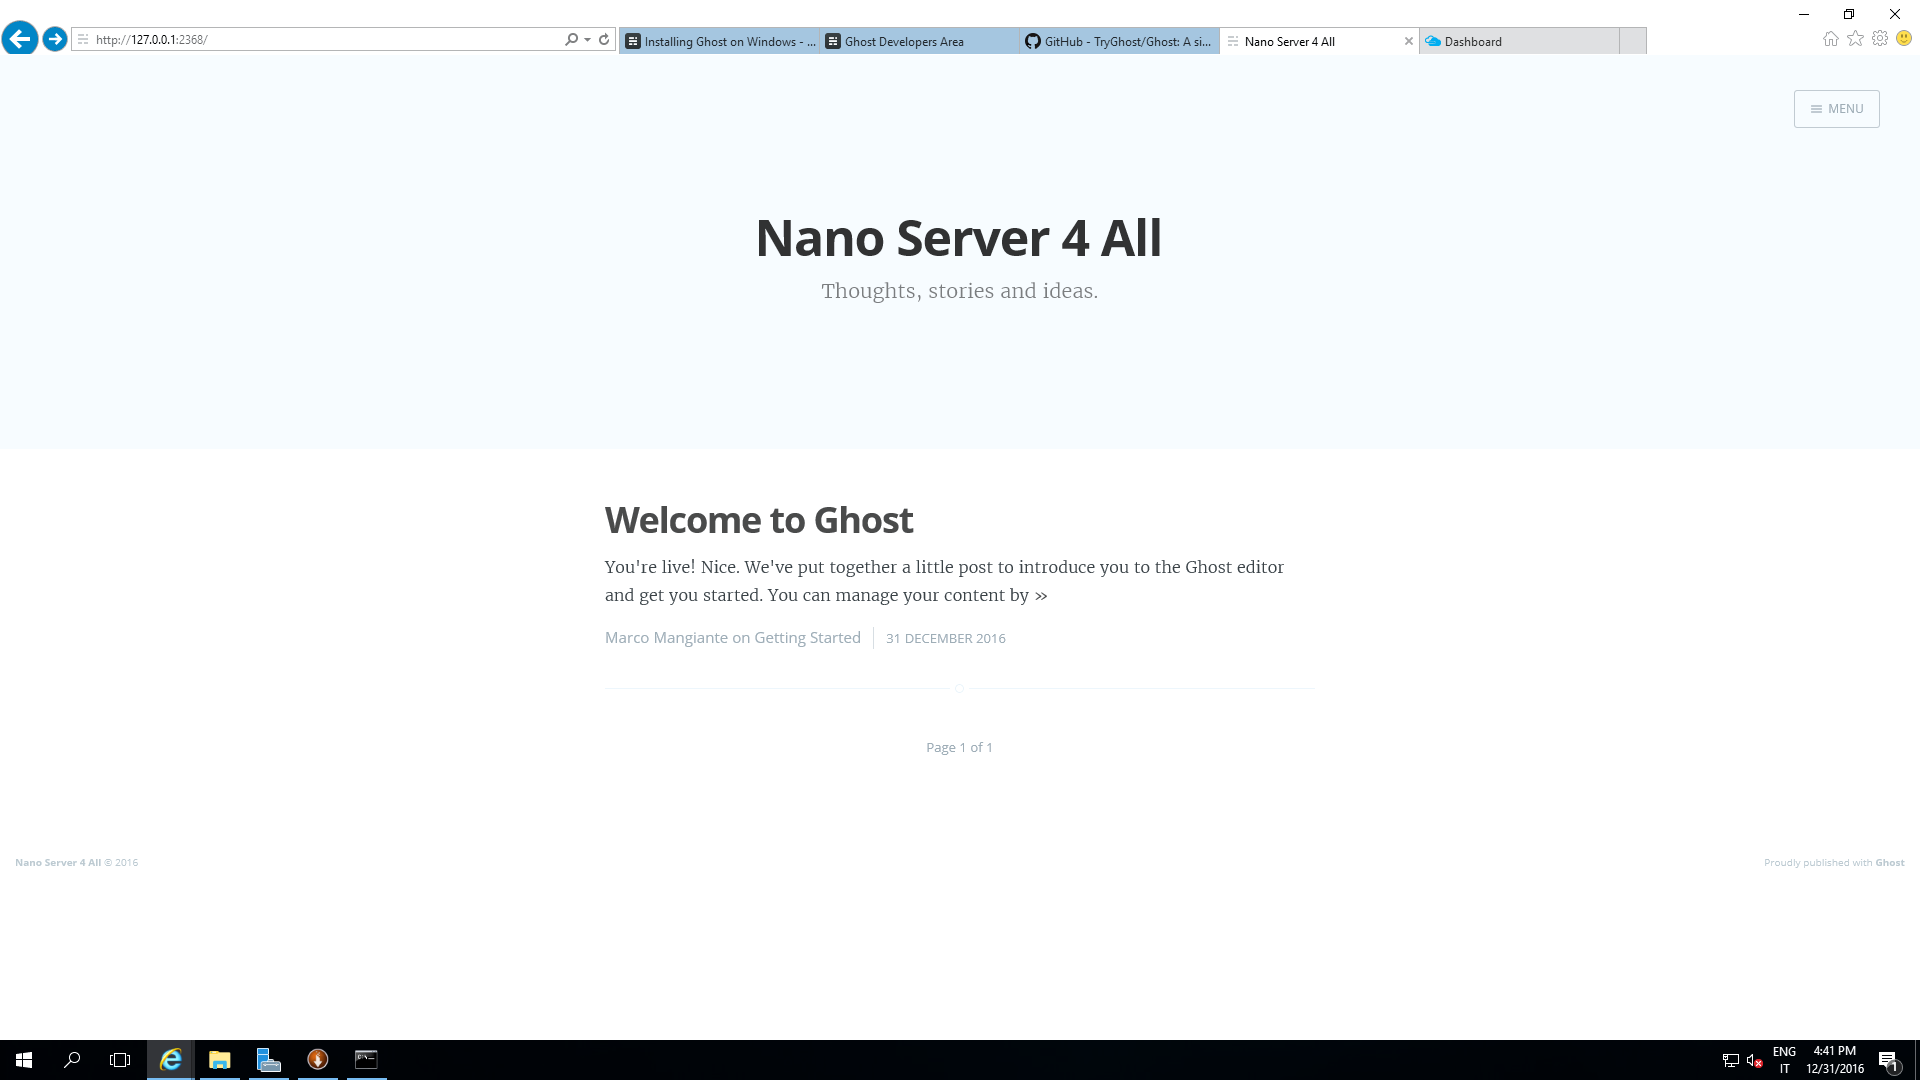 http://127.0.0.1:2368/
Installing Ghost on Windows - ...
Ghost Developers Area
GitHub - TryGhost/Ghost: A si...
Nano Server 4 All
Dashboard
MENU
Nano Server 4 All
Thoughts, stories and ideas.
Welcome to Ghost
You're live! Nice. We've put together a little post to introduce you to the Ghost editor
and get you started. You can manage your content by »
Marco Mangiante on Getting Started
31 DECEMBER 2016
Page 1 of 1
Nano Server 4 All © 2016
Proudly published with Ghost
ENG
IT
4:41 PM
12/31/2016
1